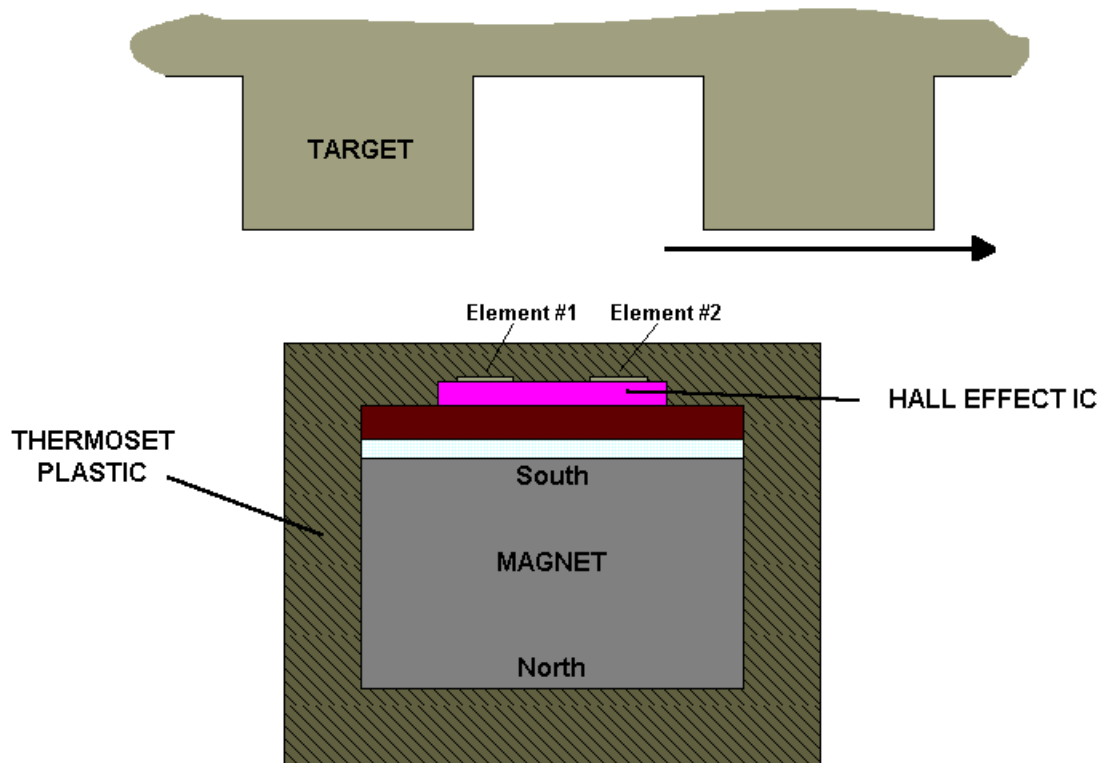 TARGET
Element #1
Element #2
HALL EFFECT IC
THERMOSET
PLASTIC
South
MAGNET
North